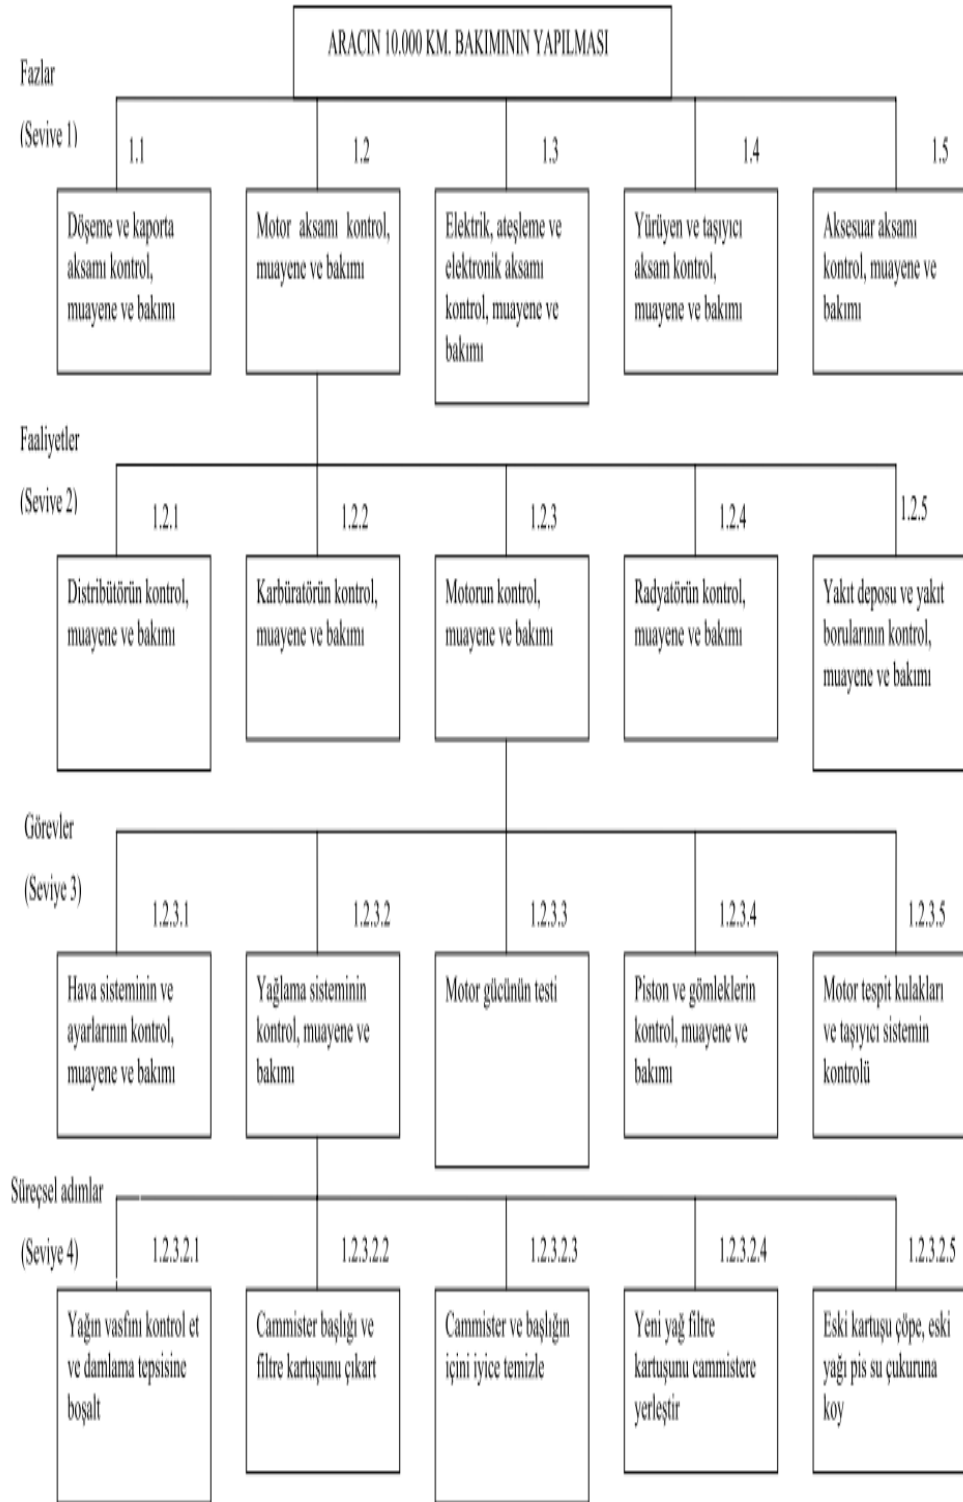 ARACIN 10.000 KM. BAKIMININ YAPILMASI
Fazlar
(Seviye 1)
1.1
1.2
1.3
1.4
1.5
Döşeme ve kaporta
aksamı kontrol,
muayene ve bakımı
Motor aksamı kontrol,
muayene ve bakımı
Elektrik, ateşleme ve
elektronik aksamı
kontrol, muayene ve
bakımı
Yürüyen ve taşıyıcı
aksam kontrol,
muayene ve bakımı
Aksesuar aksamı
kontrol, muayene ve
bakımı
Faaliyetler
(Seviye 2)
1.2.1
1.2.2
1.2.3
1.2.4
1.2.5
Distribütörün kontrol,
muayene ve bakımı
Karbüratörün kontrol,
muayene ve bakımı
Motorun kontrol,
muayene ve bakımı
Radyatörün kontrol,
muayene ve bakımı
Yakıt deposu ve yakıt
borularının kontrol,
muayene ve bakımı
Görevler
(Seviye 3)
1.2.3.1
1.2.3.2
1.2.3.3
1.2.3.4
1.2.3.5
Hava sisteminin ve
ayarlarının kontrol,
muayene ve bakımı
Yağlama sisteminin
kontrol, muayene ve
bakımı
Motor gücünün testi
Piston ve gömleklerin
kontrol, muayene ve
bakımı
Motor tespit kulakları
ve taşıyıcı sistemin
kontrolü
Süreçsel adımlar
(Seviye 4)
1.2.3.2.1
1.2.3.2.2
1.2.3.2.3
1.2.3.2.4
1.2.3.2.5
Yağın vasfını kontrol et
ve damlama tepsisine
boşalt
Cammister başlığı ve
filtre kartuşunu çıkart
Cammister ve başlığın
içini iyice temizle
Yeni yağ filtre
kartuşunu cammistere
yerleştir
Eski kartuşu çöpe, eski
yağı pis su çukuruna
koy